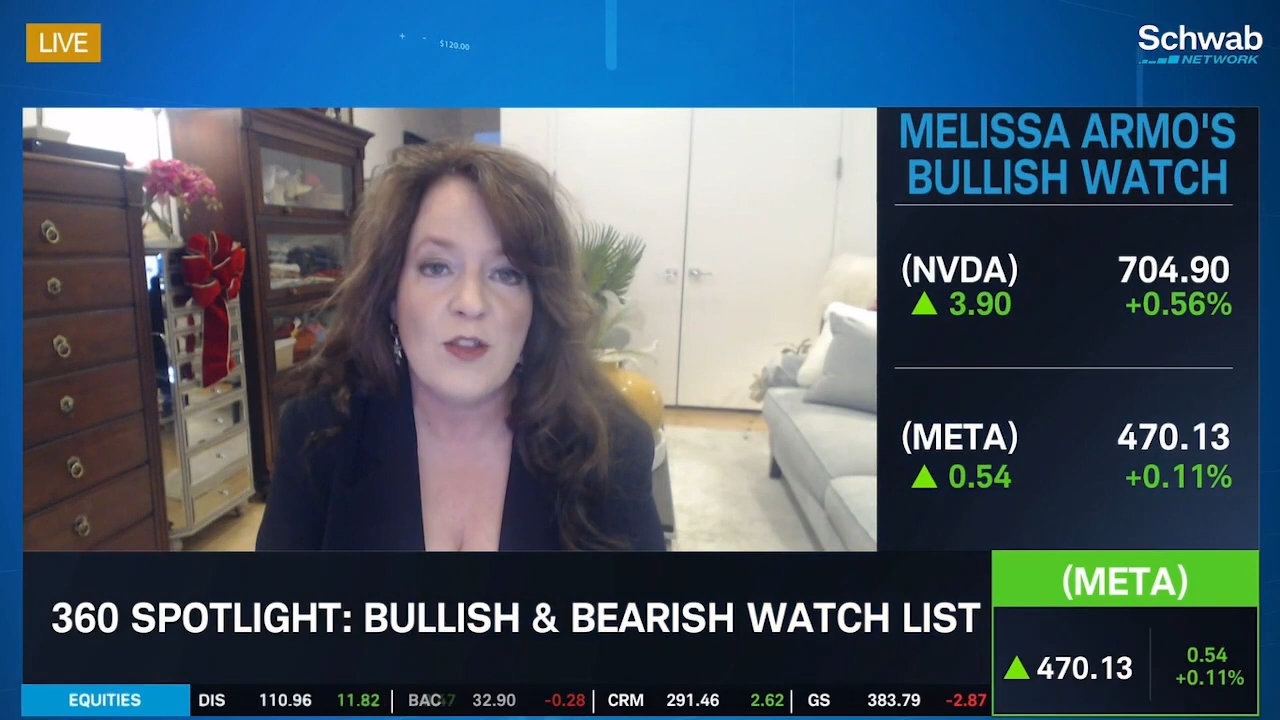 LIVE
+ - $120.00
Schwab
NETWORK
MELISSA ARMO'S
BULLISH WATCH
(NVDA) 704.90
▲ 3.90 +0.56%
(META) 470.13
▲ 0.54 +0.11%
360 SPOTLIGHT: BULLISH & BEARISH WATCH LIST
(META)
▲ 470.13 0.54
+0.11%
EQUITIES DIS 110.96 11.82 BAC 32.90 -0.28 CRM 291.46 2.62 GS 383.79 -2.87